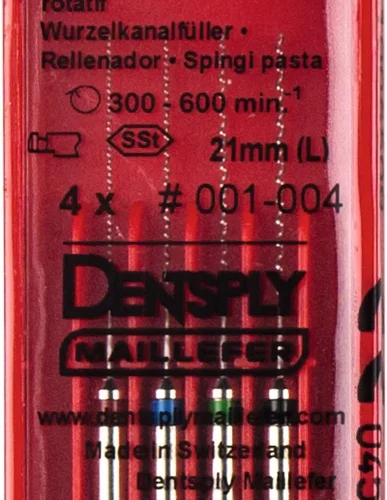 rotatif
Wurzelkanalfüller •
Rellenador • Spingi pasta
300 - 600 min.⁻¹
SSt
21mm (L)
4 x # 001-004
DENTSPLY
MAILLEFER
www.dentsplymaillefer.com
Made in Switzerland
Dentsply Maillefer